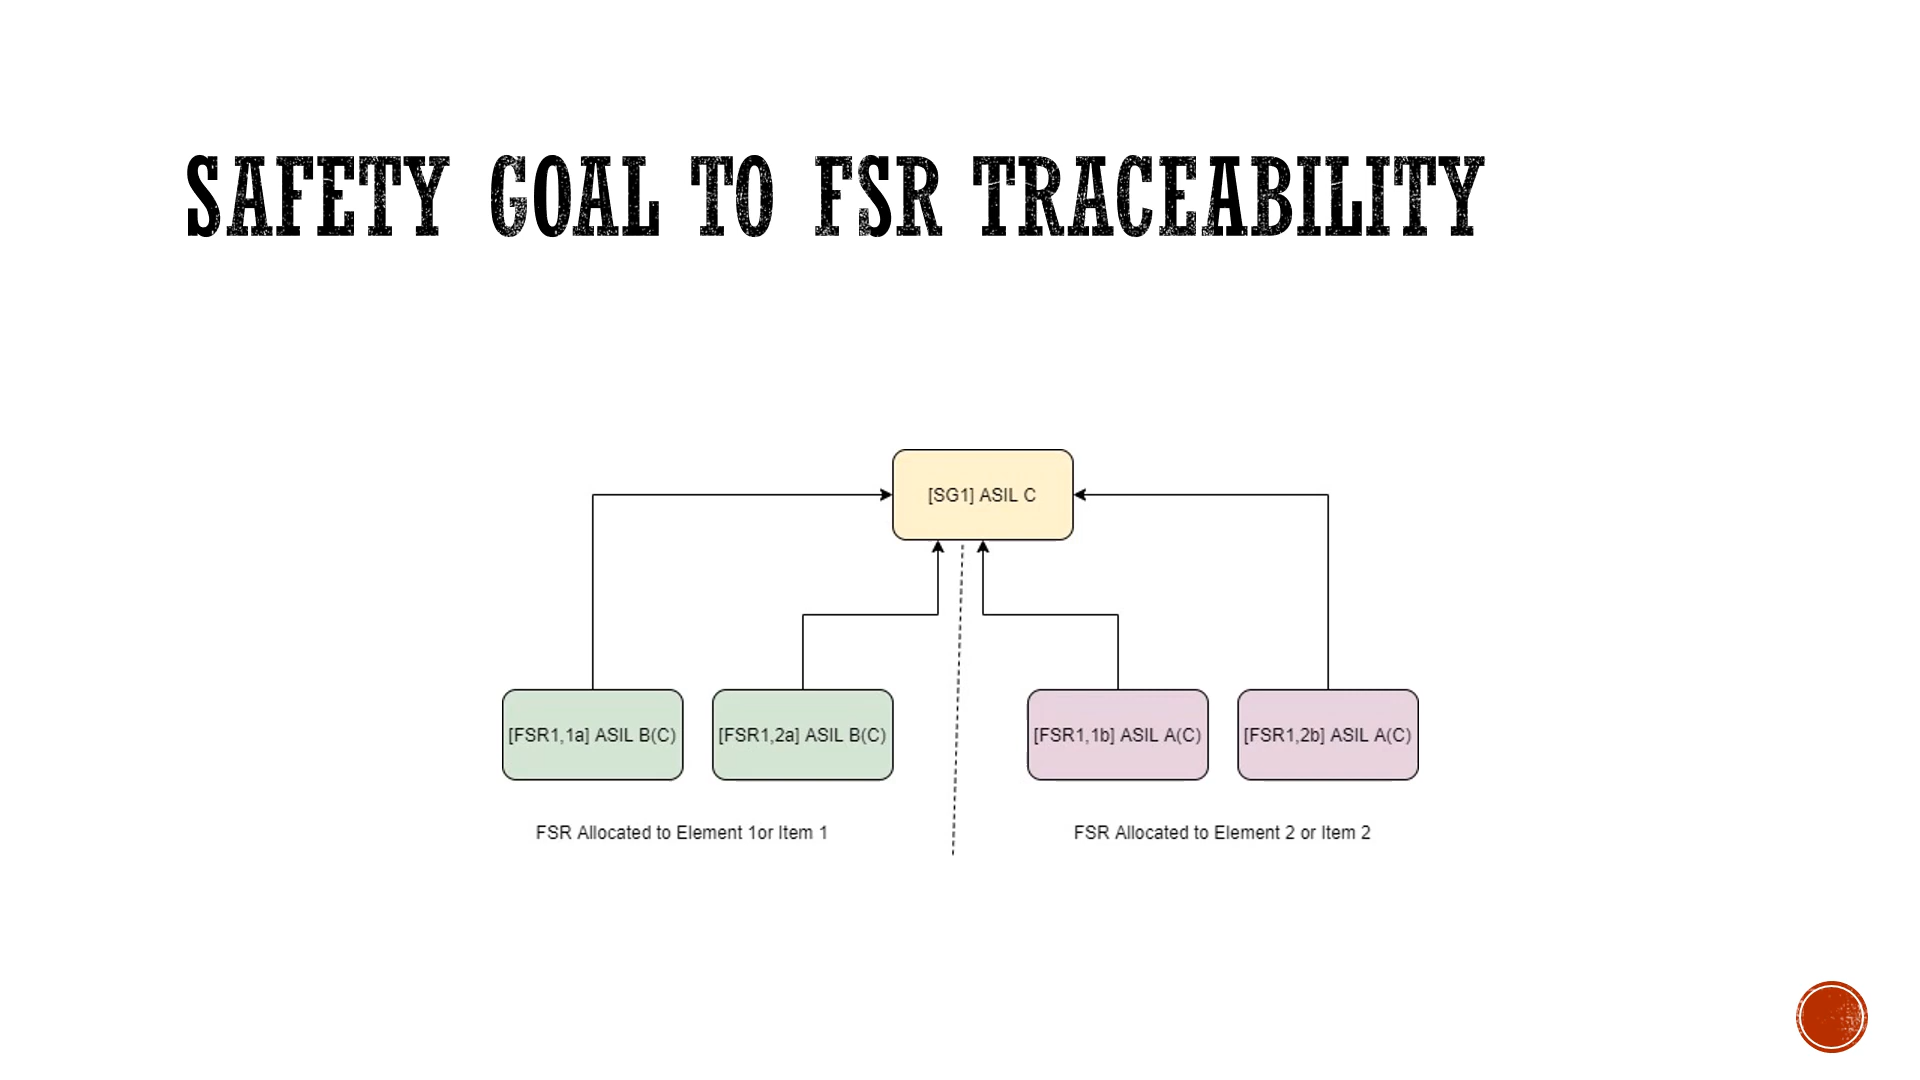 SAFETY GOAL TO FSR TRACEABILITY
[SG1] ASIL C
[FSR1,1a] ASIL B(C)
[FSR1,2a] ASIL B(C)
[FSR1,1b] ASIL A(C)
[FSR1,2b] ASIL A(C)
FSR Allocated to Element 1or Item 1
FSR Allocated to Element 2 or Item 2